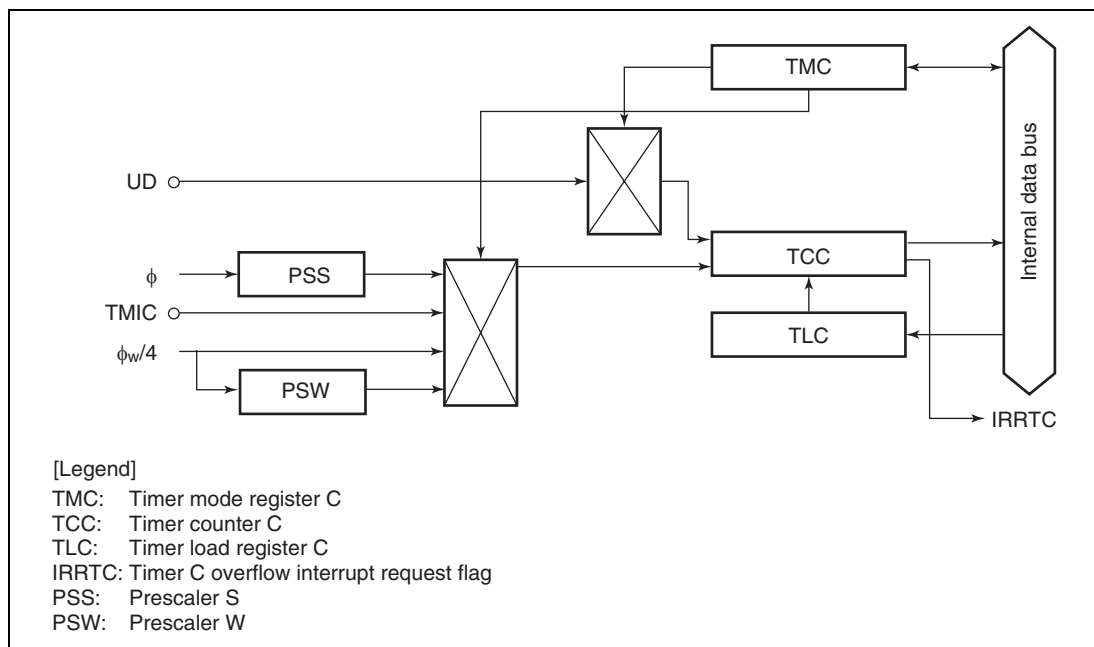 TMC
UD
Internal data bus
TCC
ϕ
PSS
TMIC
TLC
ϕw/4
PSW
IRRTC
[Legend]
TMC: Timer mode register C
TCC: Timer counter C
TLC: Timer load register C
IRRTC: Timer C overflow interrupt request flag
PSS: Prescaler S
PSW: Prescaler W